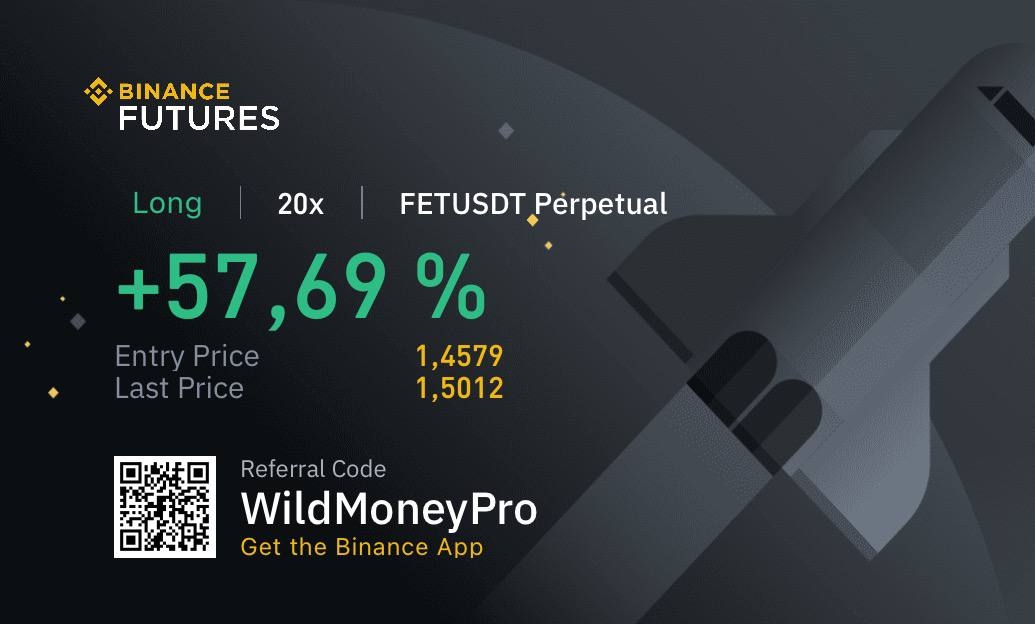 BINANCE
FUTURES
Long | 20x | FETUSDT Perpetual
+57,69 %
Entry Price 1,4579
Last Price 1,5012
Referral Code
WildMoneyPro
Get the Binance App